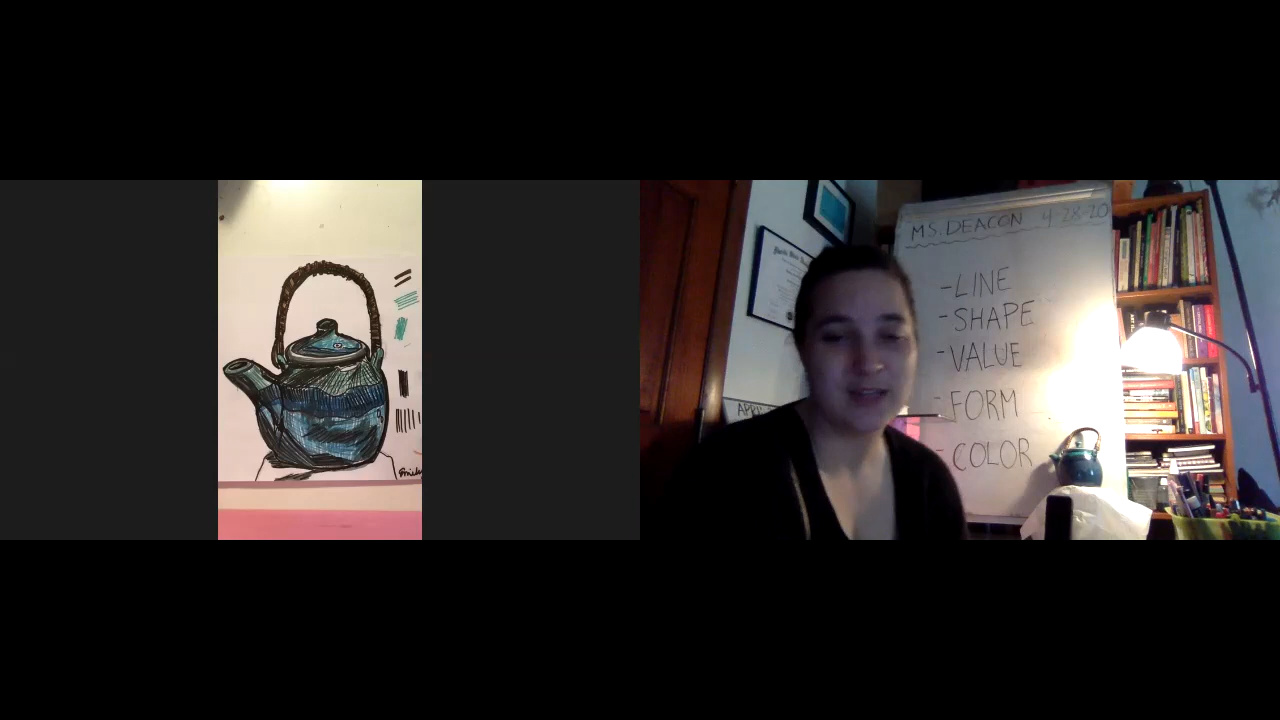 MS. DEACON 4-28-20
-LINE
-SHAPE
-VALUE
-FORM
-COLOR